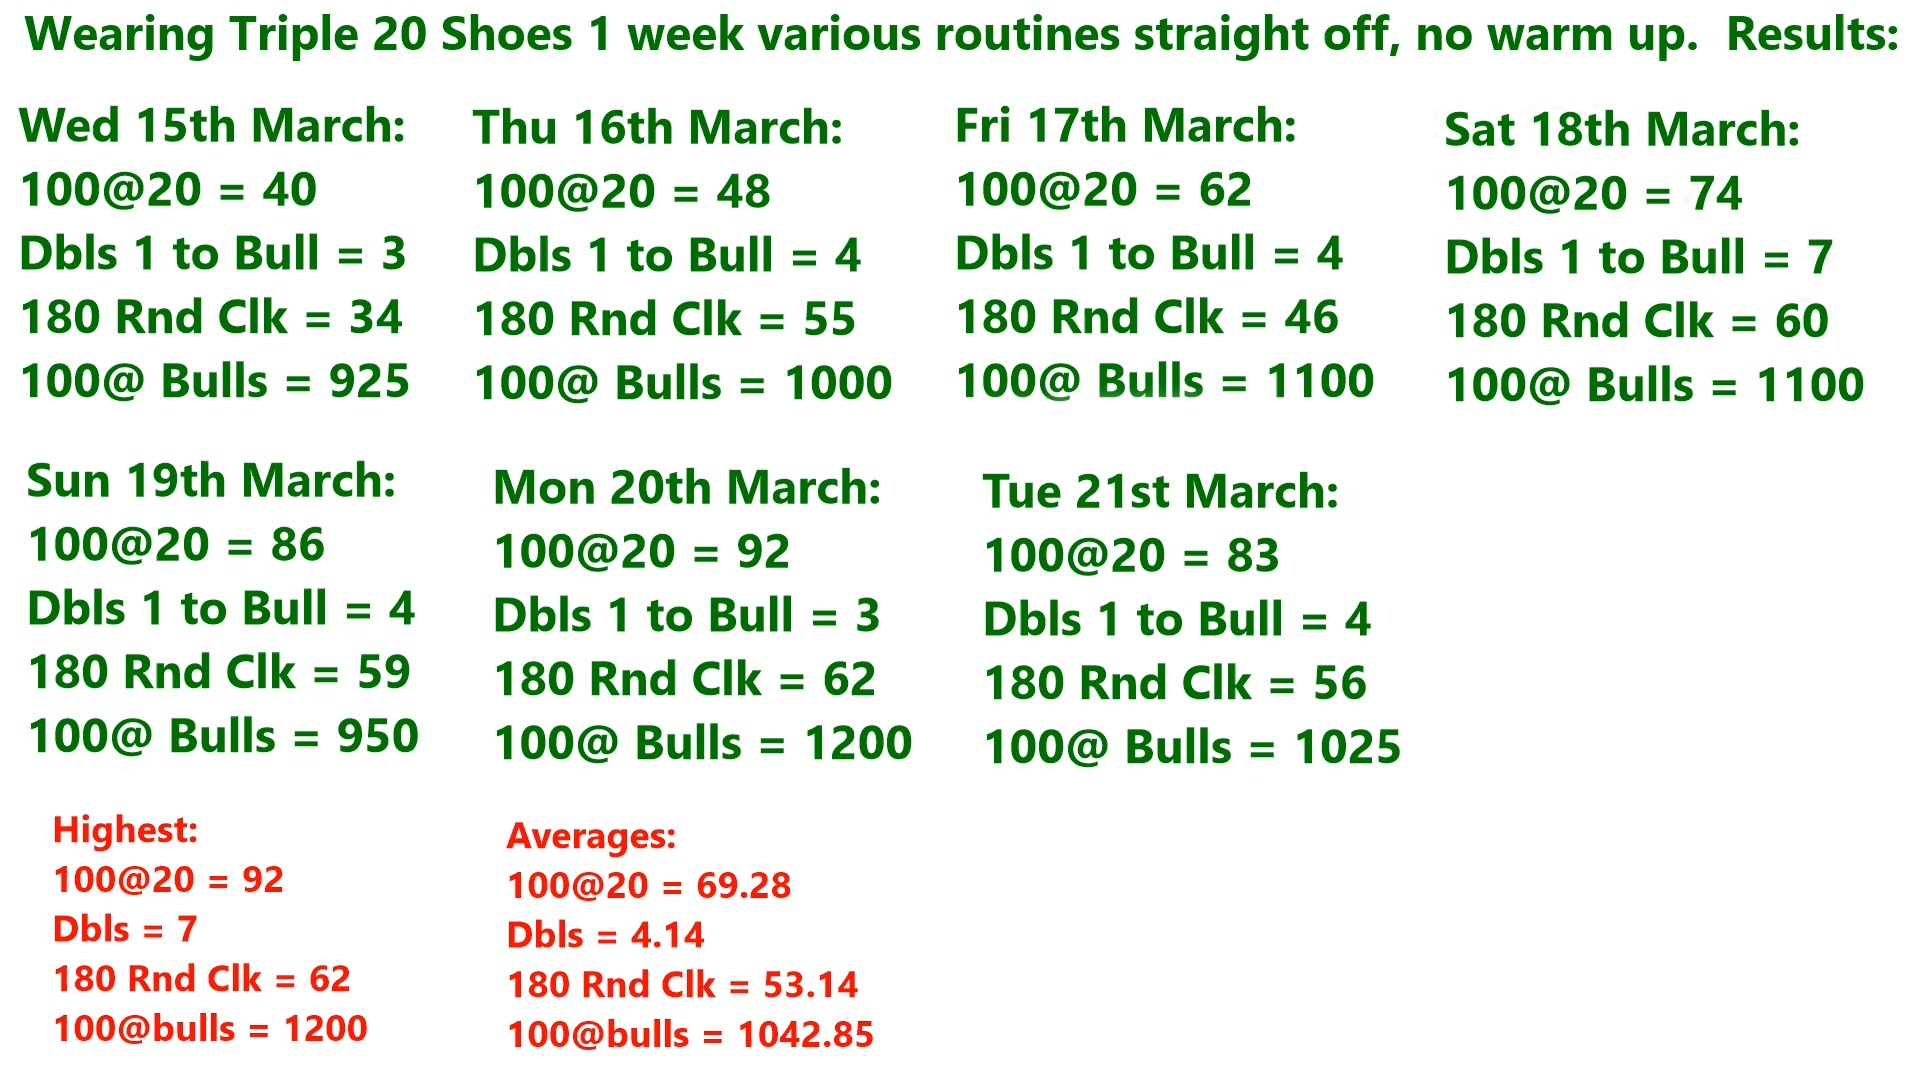 Wearing Triple 20 Shoes 1 week various routines straight off, no warm up.  Results:
Wed 15th March:
100@20 = 40
Dbls 1 to Bull = 3
180 Rnd Clk = 34
100@ Bulls = 925
Thu 16th March:
100@20 = 48
Dbls 1 to Bull = 4
180 Rnd Clk = 55
100@ Bulls = 1000
Fri 17th March:
100@20 = 62
Dbls 1 to Bull = 4
180 Rnd Clk = 46
100@ Bulls = 1100
Sat 18th March:
100@20 = 74
Dbls 1 to Bull = 7
180 Rnd Clk = 60
100@ Bulls = 1100
Sun 19th March:
100@20 = 86
Dbls 1 to Bull = 4
180 Rnd Clk = 59
100@ Bulls = 950
Mon 20th March:
100@20 = 92
Dbls 1 to Bull = 3
180 Rnd Clk = 62
100@ Bulls = 1200
Tue 21st March:
100@20 = 83
Dbls 1 to Bull = 4
180 Rnd Clk = 56
100@ Bulls = 1025
Highest:
100@20 = 92
Dbls = 7
180 Rnd Clk = 62
100@bulls = 1200
Averages:
100@20 = 69.28
Dbls = 4.14
180 Rnd Clk = 53.14
100@bulls = 1042.85